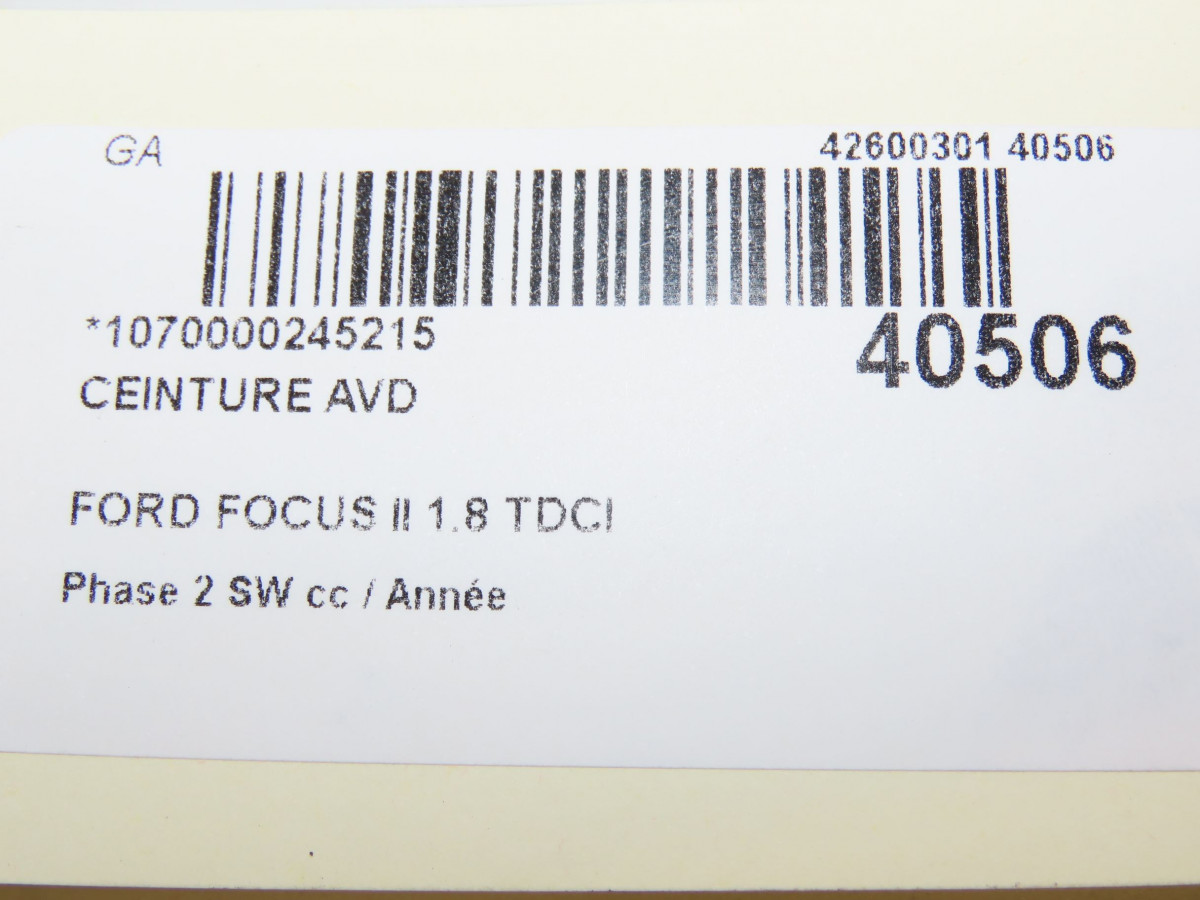 GA 42600301 40506
*1070000245215 40506
CEINTURE AVD
FORD FOCUS II 1.8 TDCI
Phase 2 SW cc / Année